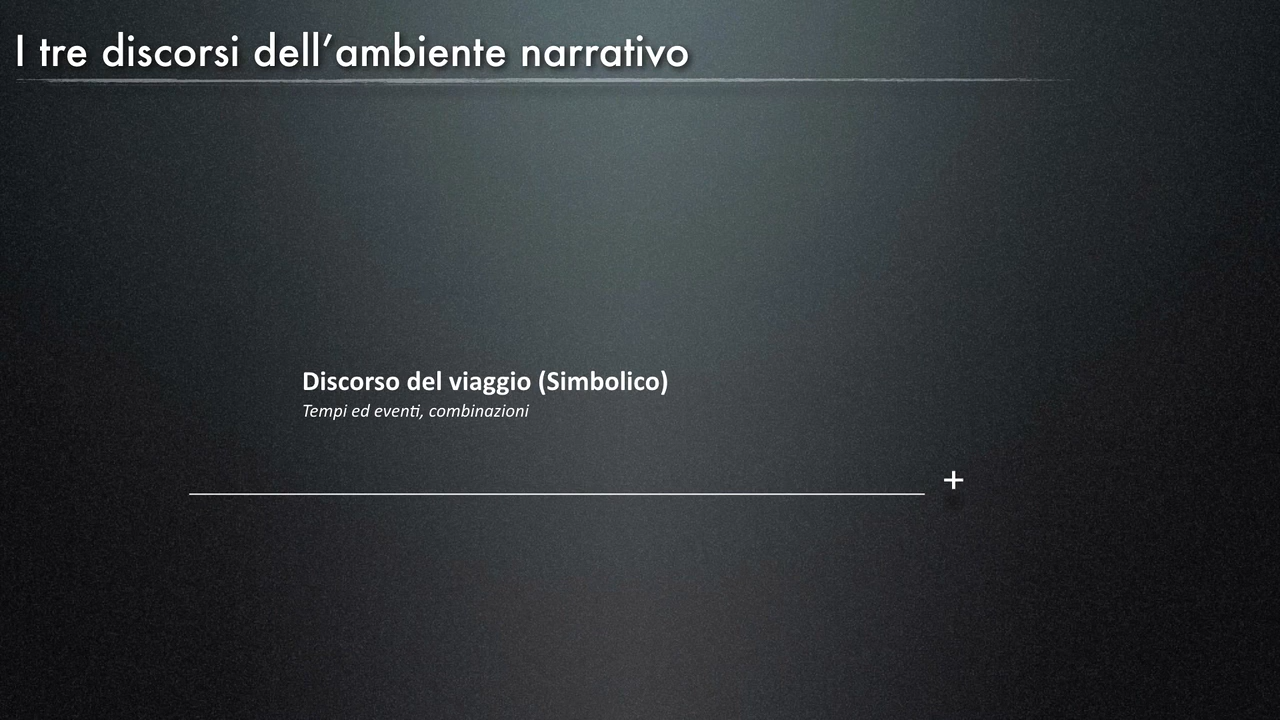 I tre discorsi dell’ambiente narrativo
Discorso del viaggio (Simbolico)
Tempi ed eventi, combinazioni
+